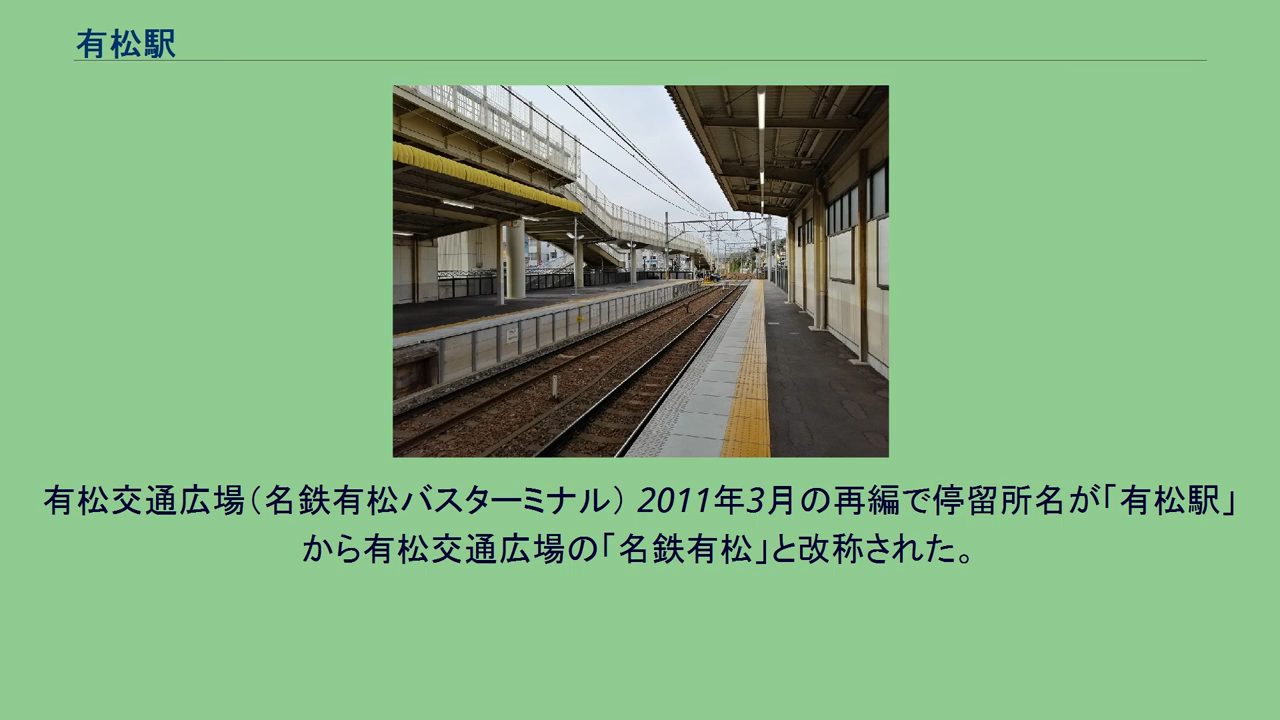 有松駅
有松交通広場（名鉄有松バスターミナル） 2011年3月の再編で停留所名が「有松駅」
から有松交通広場の「名鉄有松」と改称された。